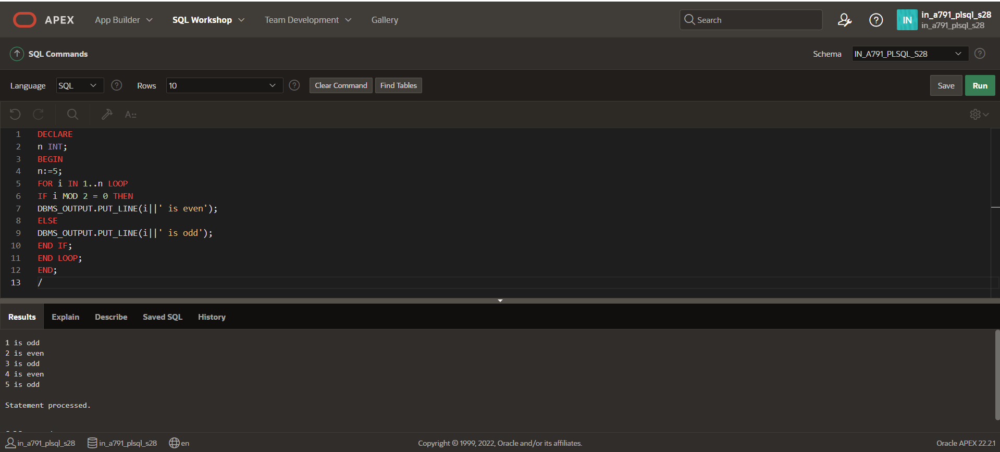 APEX App Builder SQL Workshop Team Development Gallery Search IN in_a791_plsql_s28
in_a791_plsql_s28
SQL Commands Schema IN_A791_PLSQL_S28
Language SQL Rows 10 Clear Command Find Tables Save Run
A::
1 DECLARE
2 n INT;
3 BEGIN
4 n:=5;
5 FOR i IN 1..n LOOP
6 IF i MOD 2 = 0 THEN
7 DBMS_OUTPUT.PUT_LINE(i||' is even');
8 ELSE
9 DBMS_OUTPUT.PUT_LINE(i||' is odd');
10 END IF;
11 END LOOP;
12 END;
13 /
Results Explain Describe Saved SQL History
1 is odd
2 is even
3 is odd
4 is even
5 is odd
Statement processed.
in_a791_plsql_s28 in_a791_plsql_s28 en Copyright © 1999, 2022, Oracle and/or its affiliates. Oracle APEX 22.2.1